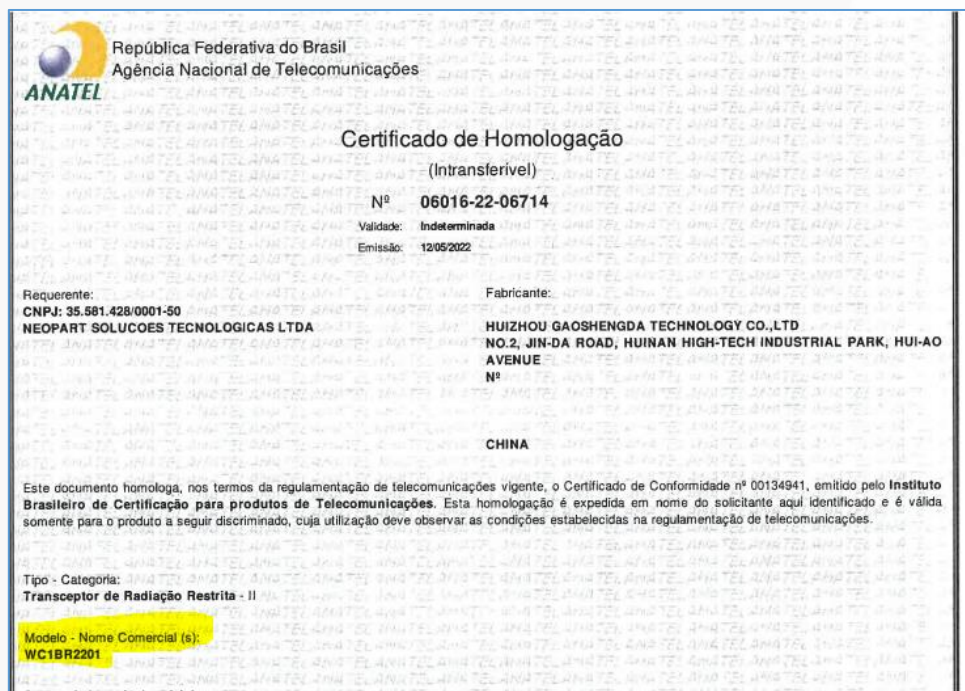 República Federativa do Brasil
Agência Nacional de Telecomunicações
ANATEL
Certificado de Homologação
(Intransferível)
Nº 06016-22-06714
Validade: Indeterminada
Emissão: 12/05/2022
Requerente:
CNPJ: 35.581.428/0001-50
NEOPART SOLUCOES TECNOLOGICAS LTDA
Fabricante:
HUIZHOU GAOSHENGDA TECHNOLOGY CO.,LTD
NO.2, JIN-DA ROAD, HUINAN HIGH-TECH INDUSTRIAL PARK, HUI-AO
AVENUE
Nº
CHINA
Este documento homologa, nos termos da regulamentação de telecomunicações vigente, o Certificado de Conformidade nº 00134941, emitido pelo Instituto
Brasileiro de Certificação para produtos de Telecomunicações. Esta homologação é expedida em nome do solicitante aqui identificado e é válida
somente para o produto a seguir discriminado, cuja utilização deve observar as condições estabelecidas na regulamentação de telecomunicações.
Tipo - Categoria:
Transceptor de Radiação Restrita - II
Modelo - Nome Comercial (s):
WC1BR2201